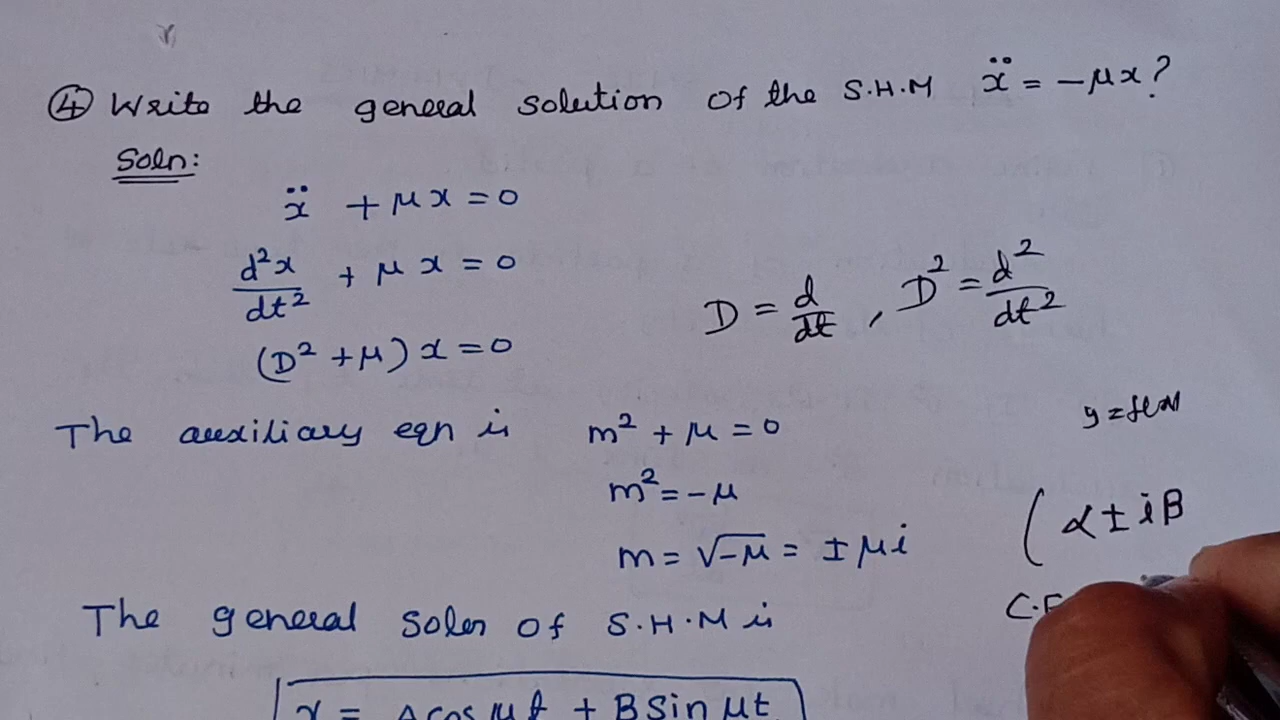 ④ Write the general solution of the S.H.M ẍ = -μx?
Soln:
ẍ + μx = 0
d²x/dt² + μx = 0
D = d/dt, D² = d²/dt²
(D² + μ)x = 0
The auxiliary eqn is m² + μ = 0
m² = -μ
(α ± iβ
m = √-μ = ± μi
C.F
The general soln of S.H.M is
x = A cos μt + B sin μt